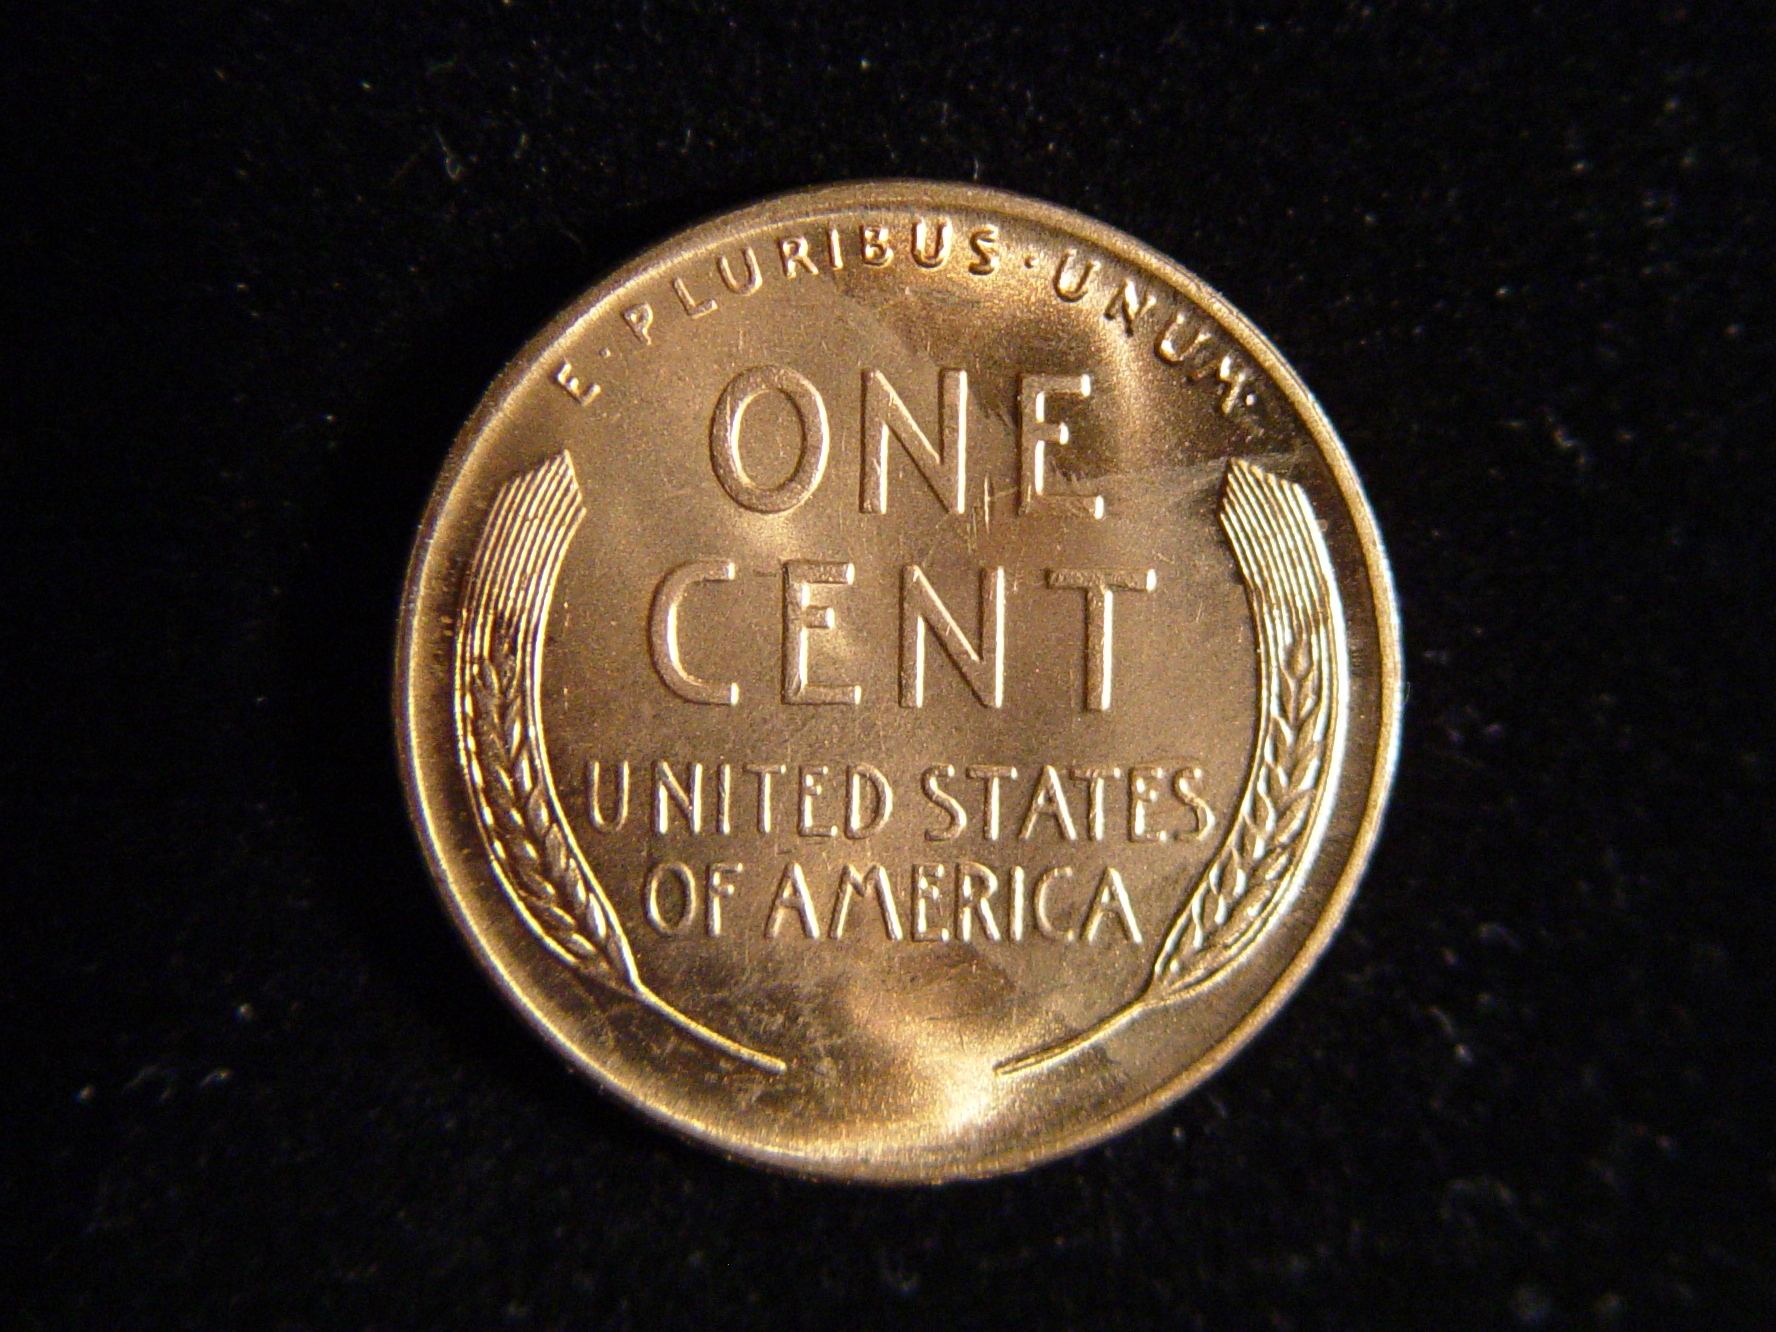 E·PLURIBUS·UNUM·
ONE
CENT
UNITED STATES
OF AMERICA